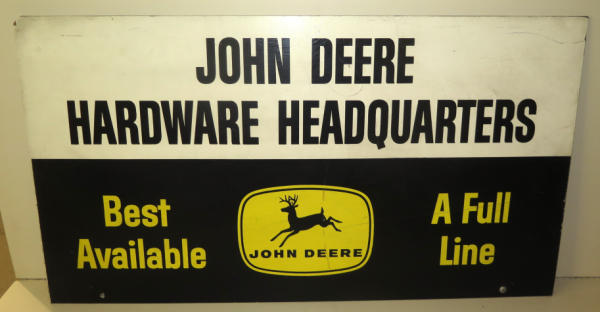 JOHN DEERE
HARDWARE HEADQUARTERS
Best
Available
JOHN DEERE
A Full
Line